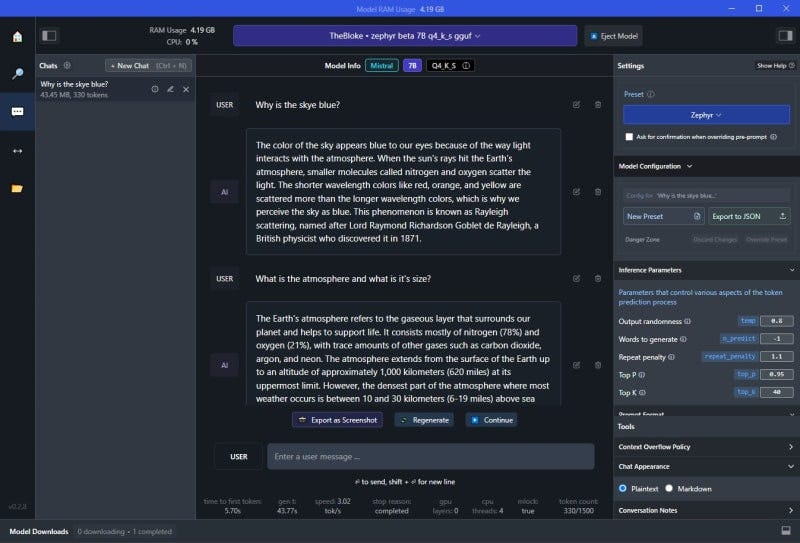 Model RAM Usage 4.19 GB
RAM Usage 4.19 GB
CPU: 0 %
TheBloke • zephyr beta 7B q4_k_s gguf
Eject Model
Chats
+ New Chat (Ctrl + N)
Why is the skye blue?
43.45 MB, 330 tokens
Model Info Mistral 7B Q4_K_S
USER
Why is the skye blue?
AI
The color of the sky appears blue to our eyes because of the way light
interacts with the atmosphere. When the sun's rays hit the Earth's
atmosphere, smaller molecules called nitrogen and oxygen scatter the
light. The shorter wavelength colors like red, orange, and yellow are
scattered more than the longer wavelength colors, which is why we
perceive the sky as blue. This phenomenon is known as Rayleigh
scattering, named after Lord Raymond Richardson Goblet de Rayleigh, a
British physicist who discovered it in 1871.
USER
What is the atmosphere and what is it's size?
AI
The Earth's atmosphere refers to the gaseous layer that surrounds our
planet and helps to support life. It consists mostly of nitrogen (78%) and
oxygen (21%), with trace amounts of other gases such as carbon dioxide,
argon, and neon. The atmosphere extends from the surface of the Earth up
to an altitude of approximately 1,000 kilometers (620 miles) at its
uppermost limit. However, the densest part of the atmosphere where most
weather occurs is between 10 and 30 kilometers (6-19 miles) above sea
Export as Screenshot
Regenerate
Continue
USER
Enter a user message ...
to send, shift + for new line
time to first token: 5.70s
gen t: 43.77s
speed: 3.02 tok/s
stop reason: completed
gpu layers: 0
cpu threads: 4
mlock: true
token count: 330/1500
Settings
Show Help
Preset
Zephyr
Ask for confirmation when overriding pre-prompt
Model Configuration
Config for 'Why is the skye blue...'
New Preset
Export to JSON
Danger Zone
Discard Changes
Override Preset
Inference Parameters
Parameters that control various aspects of the token
prediction process
Output randomness temp 0.8
Words to generate n_predict -1
Repeat penalty repeat_penalty 1.1
Top P top_p 0.95
Top K top_k 40
Prompt Format
Tools
Context Overflow Policy
Chat Appearance
Plaintext
Markdown
Conversation Notes
v0.2.8
Model Downloads 0 downloading • 1 completed